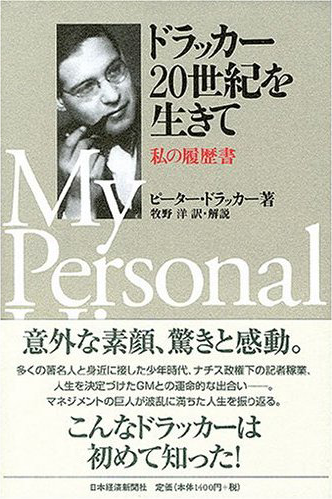 ドラッカー
20世紀を
生きて
私の履歴書
ピーター・ドラッカー著
牧野 洋 訳・解説
My
Personal
意外な素顔、驚きと感動。
多くの著名人と身近に接した少年時代、ナチス政権下の記者稼業、
人生を決定づけたGMとの運命的な出合い――。
マネジメントの巨人が波乱に満ちた人生を振り返る。
こんなドラッカーは
初めて知った!
日本経済新聞社 定価(本体1400円+税)